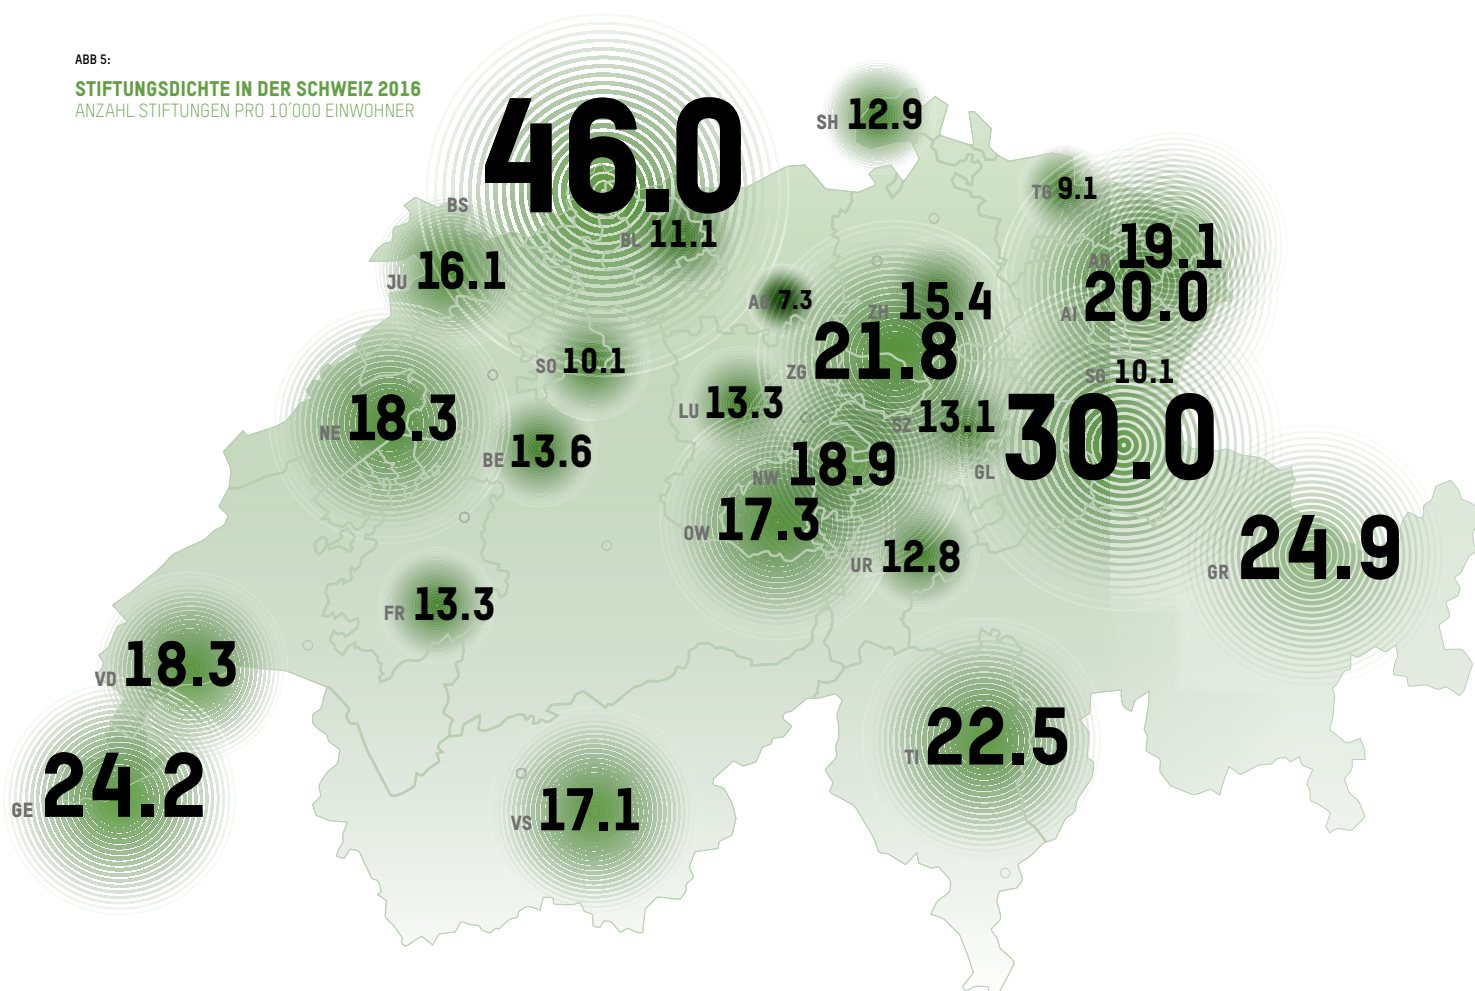 ABB 5:
STIFTUNGSDICHTE IN DER SCHWEIZ 2016
ANZAHL STIFTUNGEN PRO 10´000 EINWOHNER
BS 46.0
SH 12.9
TG 9.1
BL 11.1
AR 19.1
JU 16.1
AG 7.3
ZH 15.4
AI 20.0
SO 10.1
ZG 21.8
SG 10.1
LU 13.3
NE 18.3
SZ 13.1
GL 30.0
BE 13.6
NW 18.9
OW 17.3
UR 12.8
GR 24.9
FR 13.3
VD 18.3
TI 22.5
GE 24.2
VS 17.1